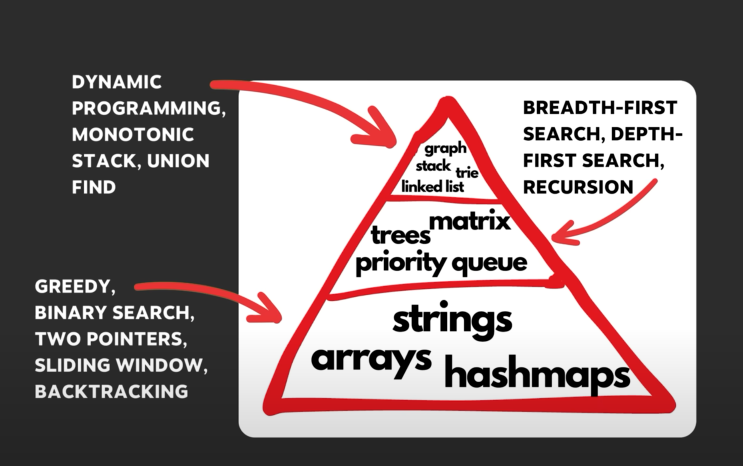 DYNAMIC
PROGRAMMING,
MONOTONIC
STACK, UNION
FIND
BREADTH-FIRST
SEARCH, DEPTH-
FIRST SEARCH,
RECURSION
graph
stack trie
linked list
matrix
trees
priority queue
GREEDY,
BINARY SEARCH,
TWO POINTERS,
SLIDING WINDOW,
BACKTRACKING
strings
arrays
hashmaps